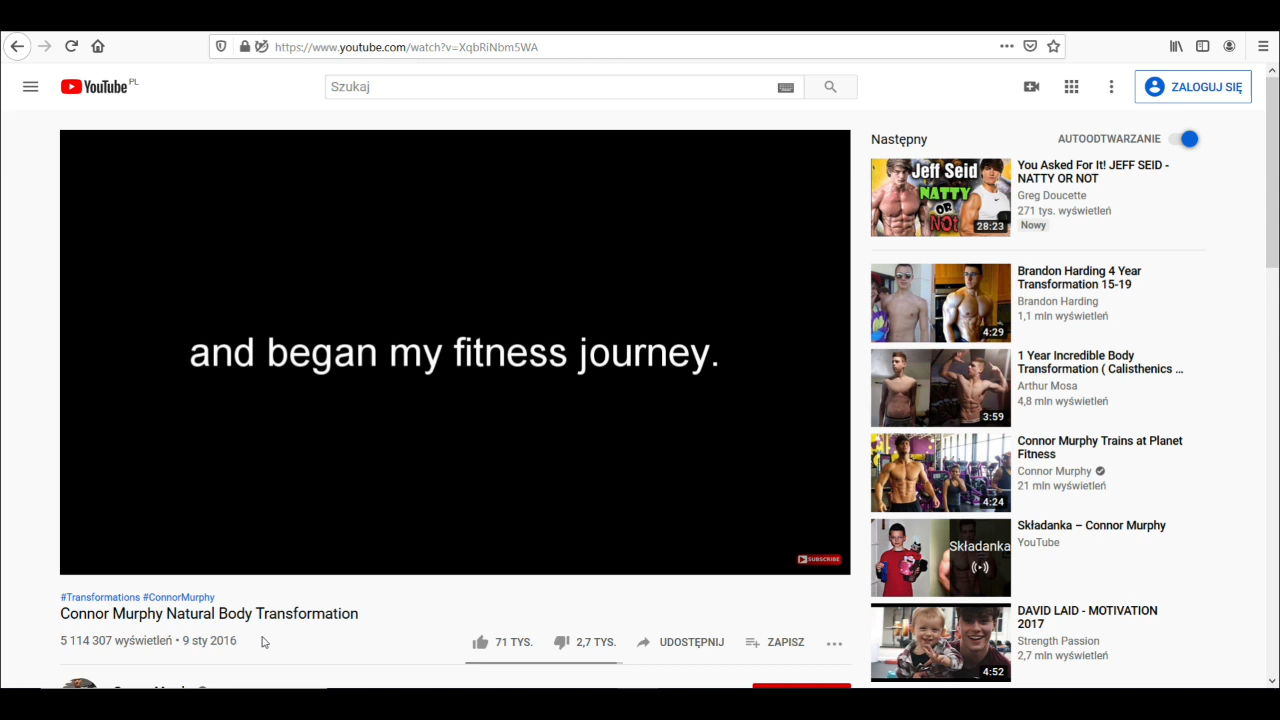 https://www.youtube.com/watch?v=XqbRiNbm5WA
YouTube PL
Szukaj
ZALOGUJ SIĘ
and began my fitness journey.
SUBSCRIBE
#Transformations #ConnorMurphy
Connor Murphy Natural Body Transformation
5 114 307 wyświetleń • 9 sty 2016
71 TYS.
2,7 TYS.
UDOSTĘPNIJ
ZAPISZ
Następny
AUTOODTWARZANIE
Jeff Seid
NATTY
OR
NOT
28:23
You Asked For It! JEFF SEID -
NATTY OR NOT
Greg Doucette
271 tys. wyświetleń
Nowy
4:29
Brandon Harding 4 Year
Transformation 15-19
Brandon Harding
1,1 mln wyświetleń
3:59
1 Year Incredible Body
Transformation ( Calisthenics ...
Arthur Mosa
4,8 mln wyświetleń
4:24
Connor Murphy Trains at Planet
Fitness
Connor Murphy
21 mln wyświetleń
Składanka
Składanka – Connor Murphy
YouTube
4:52
DAVID LAID - MOTIVATION
2017
Strength Passion
2,7 mln wyświetleń